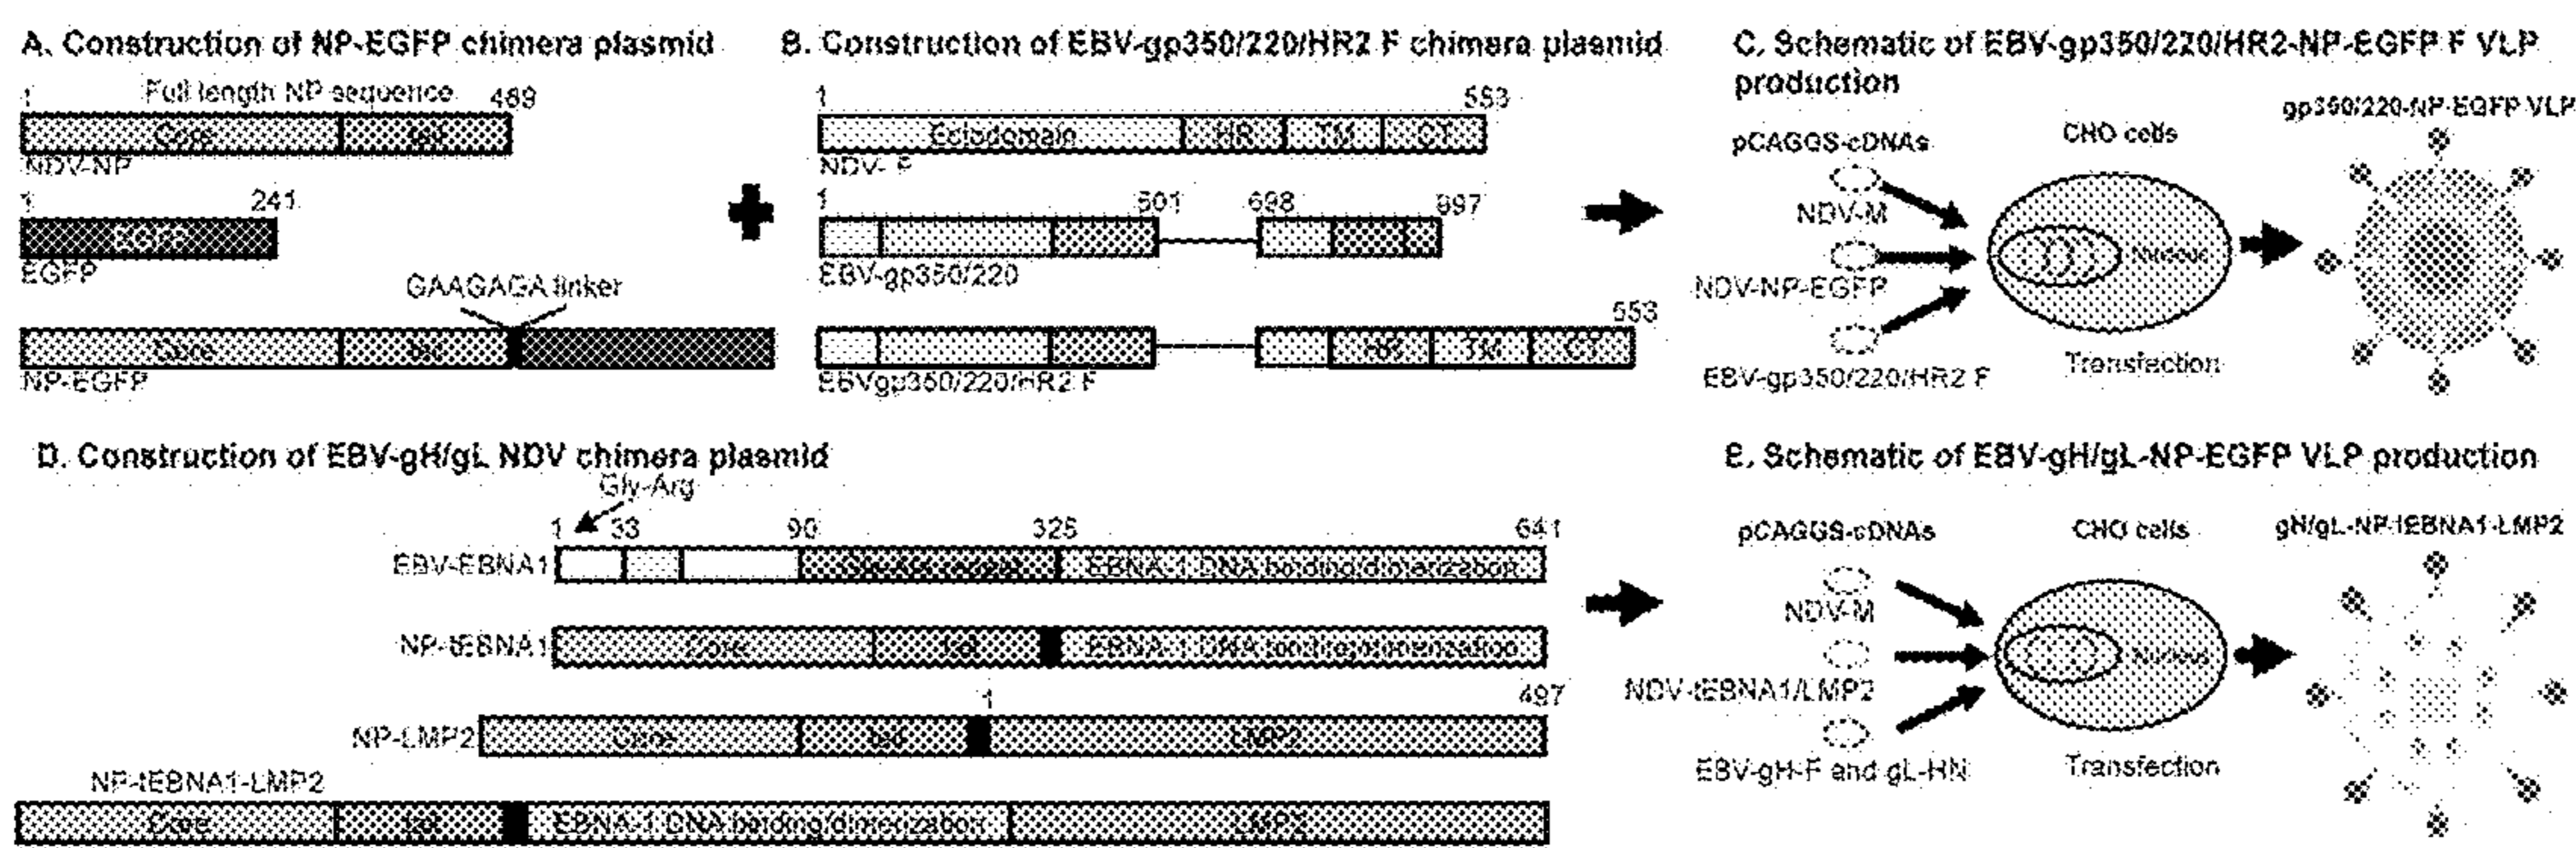 A. Construction of NP-EGFP chimera plasmid
1 Full length NP sequence 489
Core tail
NDV-NP
1 241
EGFP
EGFP
GAAGAGA linker
Core tail
NP-EGFP
B. Construction of EBV-gp350/220/HR2 F chimera plasmid
1 553
Ectodomain HR TM CT
NDV- F
1 501 698 997
EBV-gp350/220
553
HR TM CT
EBVgp350/220/HR2 F
C. Schematic of EBV-gp350/220/HR2-NP-EGFP F VLP
production
gp350/220-NP-EGFP VLP
pCAGGS-cDNAs
CHO cells
NDV-M
Nucleus
NDV-NP-EGFP
EBV-gp350/220/HR2 F
Transfection
D. Construction of EBV-gH/gL NDV chimera plasmid
Gly-Arg
1 33 90 325 641
EBV-EBNA1
EBNA-1 DNA binding/dimerization
NP-tEBNA1
Core tail EBNA-1 DNA binding/dimerization
1 497
NP-LMP2
Core tail LMP2
NP-tEBNA1-LMP2
Core tail EBNA-1 DNA binding/dimerization LMP2
E. Schematic of EBV-gH/gL-NP-EGFP VLP production
pCAGGS-cDNAs
CHO cells
gH/gL-NP-tEBNA1-LMP2
NDV-M
Nucleus
NDV-tEBNA1/LMP2
EBV-gH-F and gL-HN
Transfection